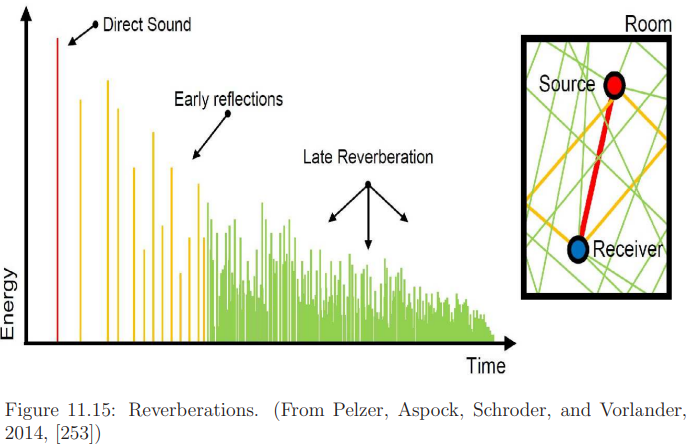 Direct Sound
Early reflections
Late Reverberation
Energy
Time
Room
Source
Receiver
Figure 11.15: Reverberations. (From Pelzer, Aspock, Schroder, and Vorlander,
2014, [253])